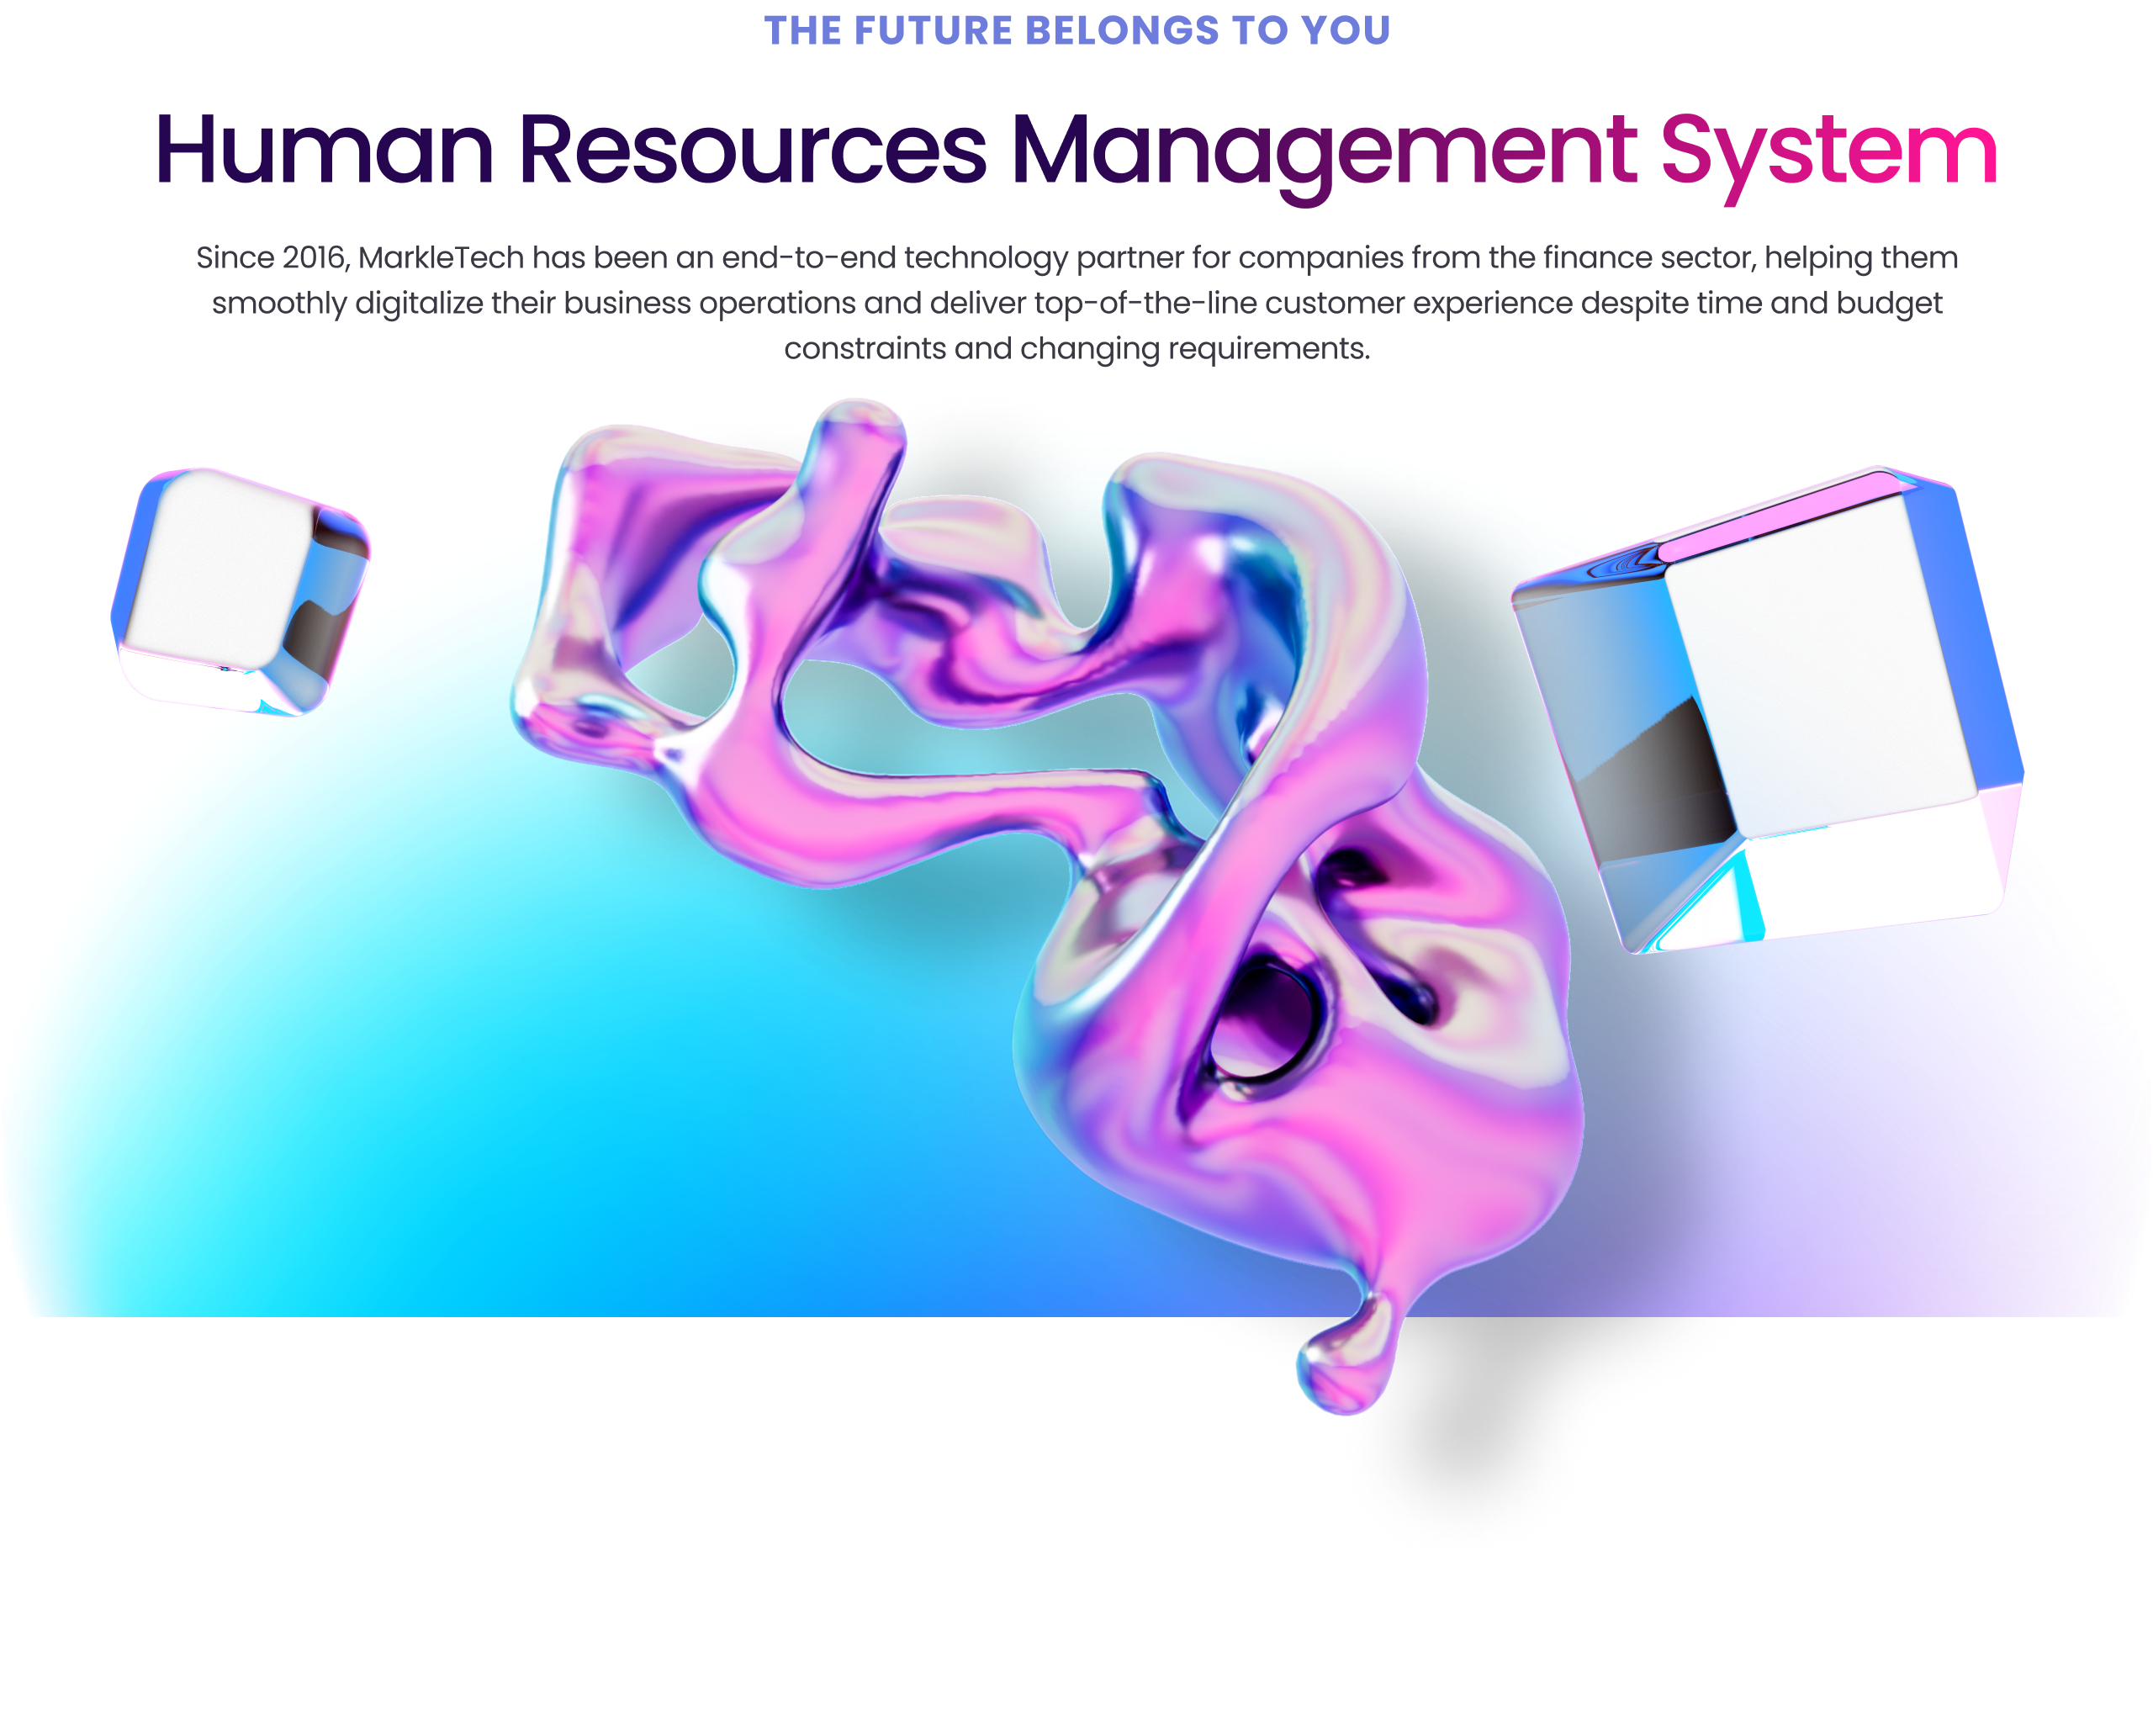 THE FUTURE BELONGS TO YOU
Human Resources Management System
Since 2016, MarkleTech has been an end-to-end technology partner for companies from the finance sector, helping them
smoothly digitalize their business operations and deliver top-of-the-line customer experience despite time and budget
constraints and changing requirements.